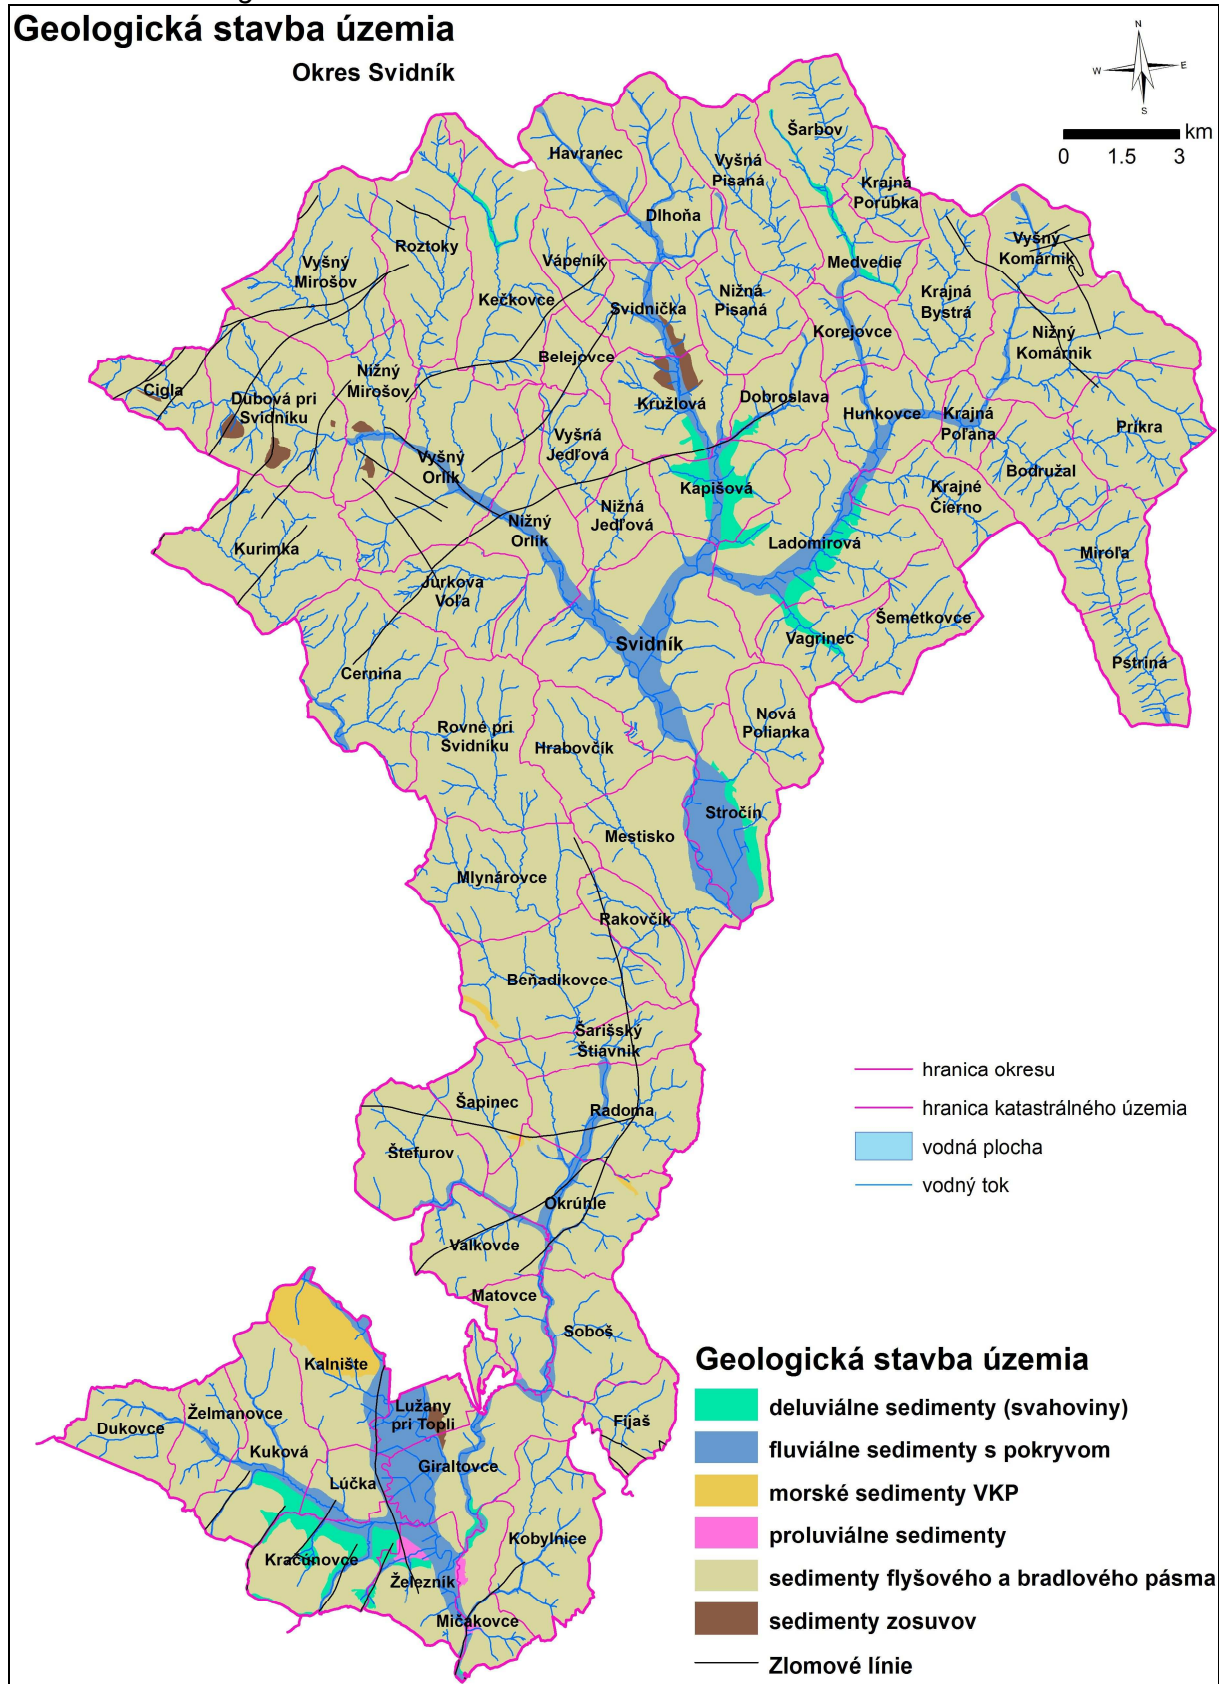 Geologická stavba územia
Okres Svidník
N
W
E
S
km
0 1.5 3
Šarbov
Havranec
Vyšná
Pisaná
Krajná
Porúbka
Dlhoňa
Roztoky
Vyšný
Komárnik
Vyšný
Mirošov
Vápeník
Medvedie
Kečkovce
Nižná
Pisaná
Krajná
Bystrá
Svidnička
Korejovce
Nižný
Komárnik
Belejovce
Nižný
Mirošov
Cigla
Dubová pri
Svidníku
Kružlová
Dobroslava
Hunkovce
Krajná
Poľana
Príkra
Vyšná
Jedľová
Vyšný
Orlík
Bodružal
Kapišová
Krajné
Čierno
Nižná
Jedľová
Nižný
Orlík
Kurimka
Ladomirová
Miroľa
Jurkova
Voľa
Šemetkovce
Vagrinec
Svidník
Pstriná
Cernina
Nová
Polianka
Rovné pri
Svidníku
Hrabovčík
Stročín
Mestisko
Mlynárovce
Rakovčík
Beňadikovce
Šarišský
Štiavnik
Šapinec
Radoma
Štefurov
Okrúhle
Valkovce
Matovce
Soboš
Kalnište
Lužany
pri Topli
Fijaš
Želmanovce
Dukovce
Kuková
Giraltovce
Lúčka
Kobylnice
Kračúnovce
Železník
Mičakovce
hranica okresu
hranica katastrálného územia
vodná plocha
vodný tok
Geologická stavba územia
deluviálne sedimenty (svahoviny)
fluviálne sedimenty s pokryvom
morské sedimenty VKP
proluviálne sedimenty
sedimenty flyšového a bradlového pásma
sedimenty zosuvov
Zlomové línie